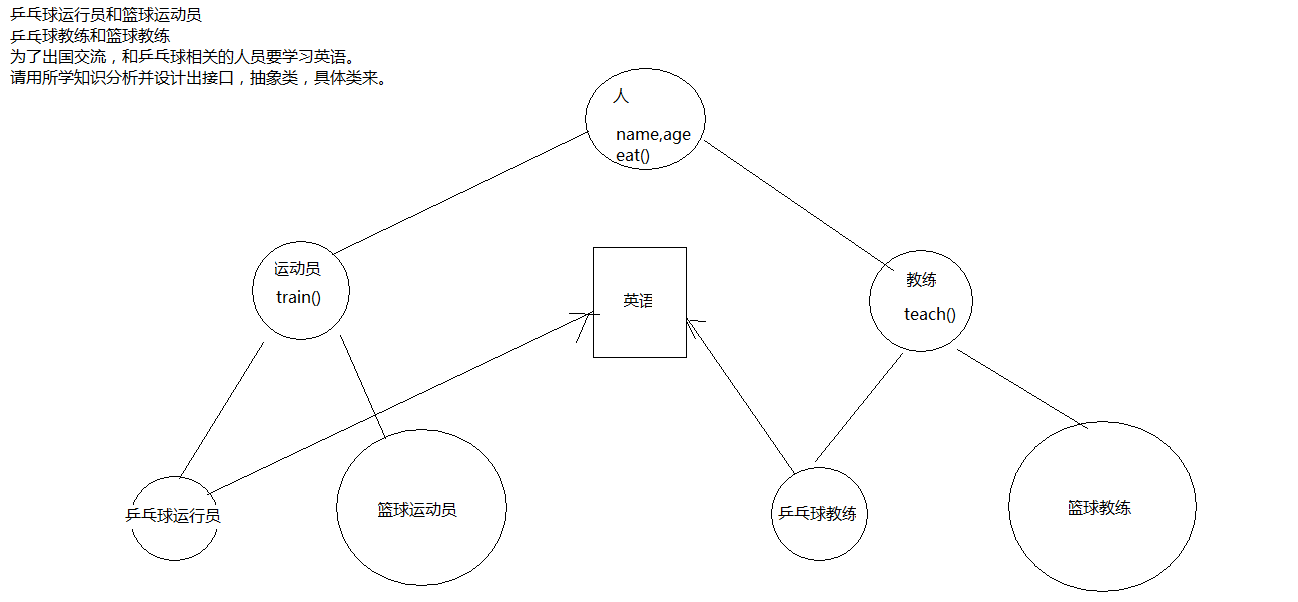 乒乓球运行员和篮球运动员
乒乓球教练和篮球教练
为了出国交流，和乒乓球相关的人员要学习英语。
请用所学知识分析并设计出接口，抽象类，具体类来。
人
name,age
eat()
运动员
train()
英语
教练
teach()
乒乓球运行员
篮球运动员
乒乓球教练
篮球教练